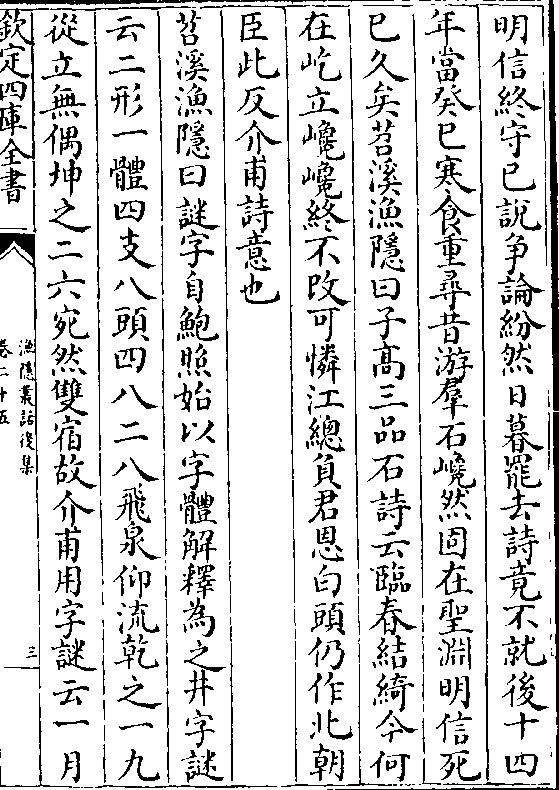 明信終守已說争論紛然日暮罷去詩竟不就後十四
年當癸巳寒食重尋昔游羣石巉然固在聖淵明信死
已久矣苕溪漁隱曰子髙三品石詩云臨春結綺今何
在屹立巉巉終不改可憐江總負君恩白頭仍作北朝
臣此反介甫詩意也
苕溪漁隱曰謎字自鮑照始以字體解釋為之井字謎
云二形一體四支八頭四八二八飛泉仰流乾之一九
從立無偶坤之二六宛然雙宿故介甫用字謎云一月
欽定四庫全書
漁隱叢話後集
卷二十五
三